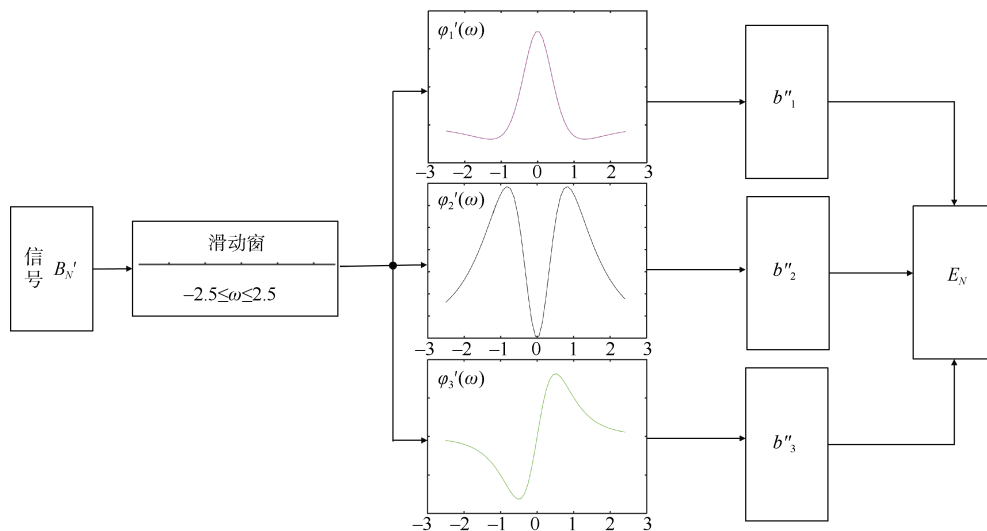 φ₁′(ω)
−3 −2 −1 0 1 2 3
b″₁
信号 B_N′
滑动窗
−2.5≤ω≤2.5
φ₂′(ω)
−3 −2 −1 0 1 2 3
b″₂
E_N
φ₃′(ω)
−3 −2 −1 0 1 2 3
b″₃